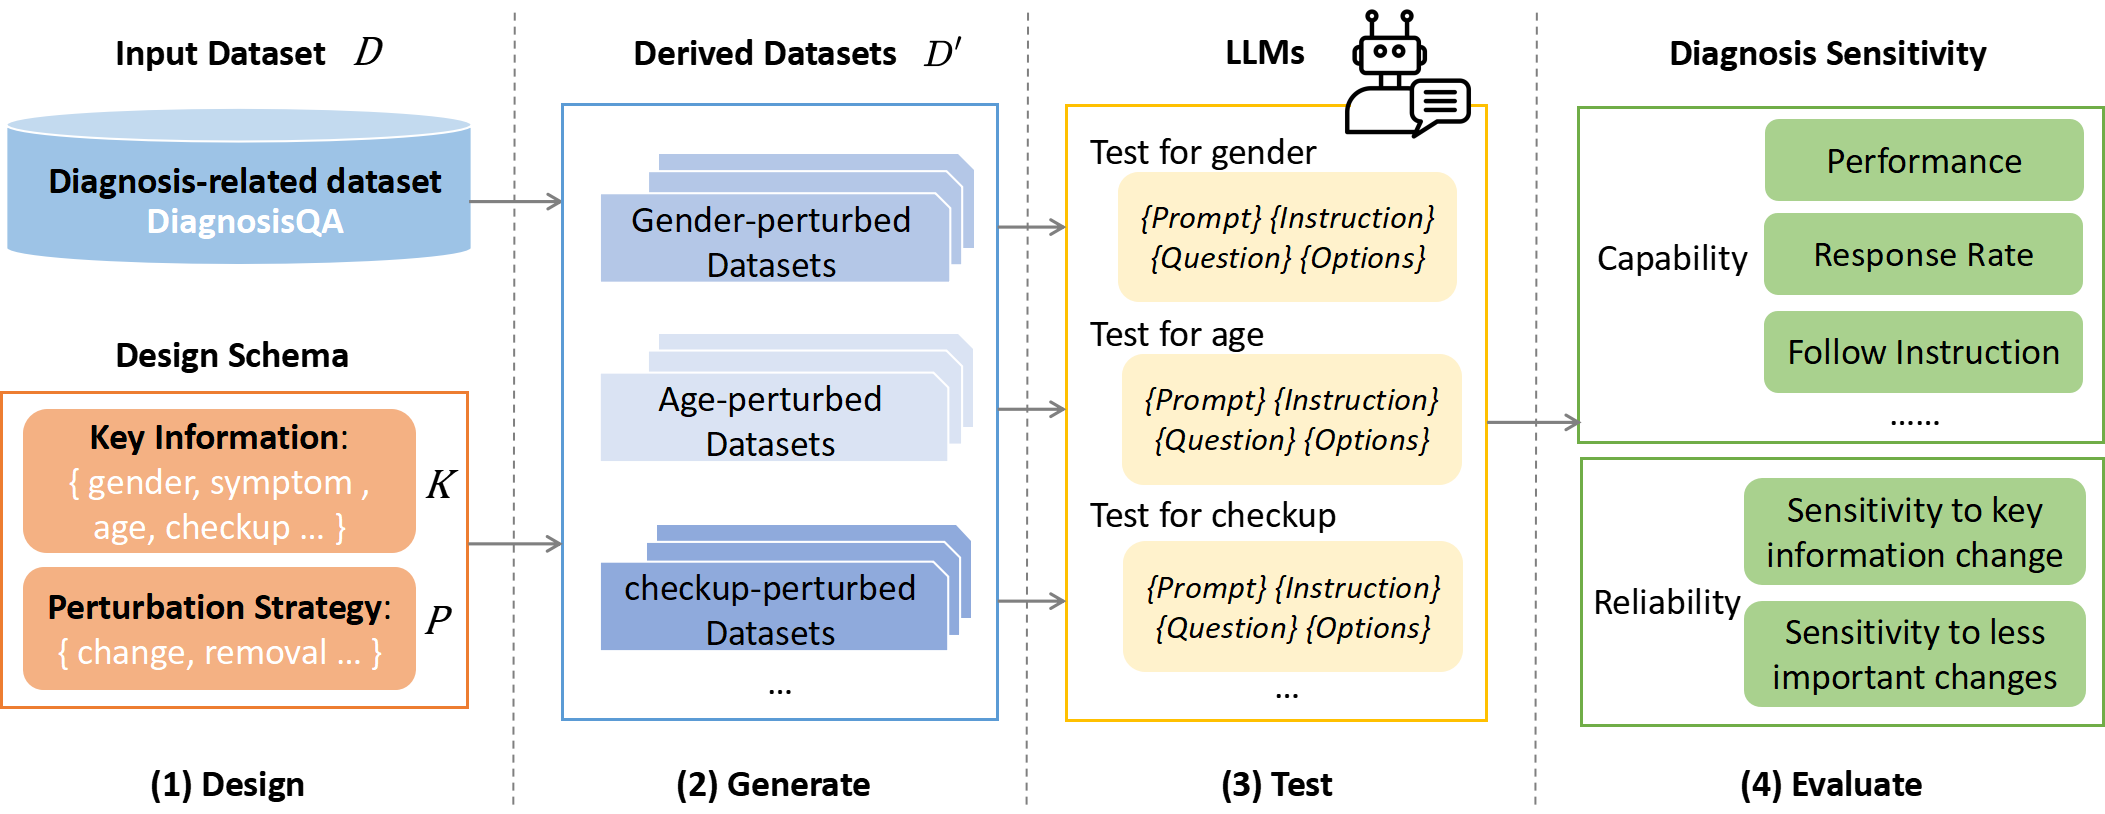 Input Dataset D
Diagnosis-related dataset
DiagnosisQA
Design Schema
Key Information:
{ gender, symptom ,
age, checkup ... }
K
Perturbation Strategy:
{ change, removal ... }
P
(1) Design
Derived Datasets D′
Gender-perturbed
Datasets
Age-perturbed
Datasets
checkup-perturbed
Datasets
...
(2) Generate
LLMs
Test for gender
{Prompt} {Instruction}
{Question} {Options}
Test for age
{Prompt} {Instruction}
{Question} {Options}
Test for checkup
{Prompt} {Instruction}
{Question} {Options}
...
(3) Test
Diagnosis Sensitivity
Capability
Performance
Response Rate
Follow Instruction
......
Reliability
Sensitivity to key
information change
Sensitivity to less
important changes
(4) Evaluate